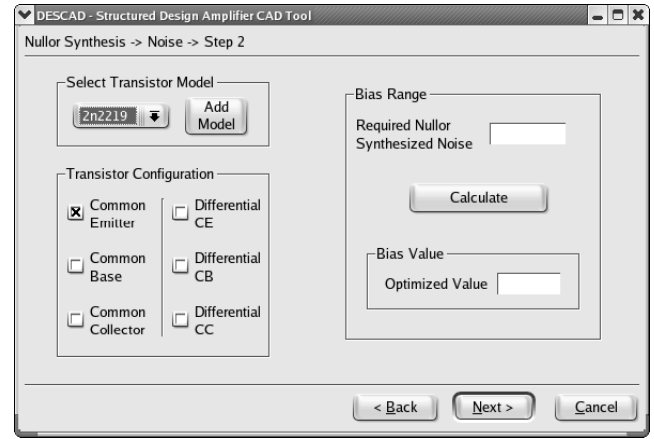 DESCAD - Structured Design Amplifier CAD Tool
Nullor Synthesis -> Noise -> Step 2
Select Transistor Model
2n2219
Add
Model
Transistor Configuration
Common
Emitter
Differential
CE
Common
Base
Differential
CB
Common
Collector
Differential
CC
Bias Range
Required Nullor
Synthesized Noise
Calculate
Bias Value
Optimized Value
< Back
Next >
Cancel